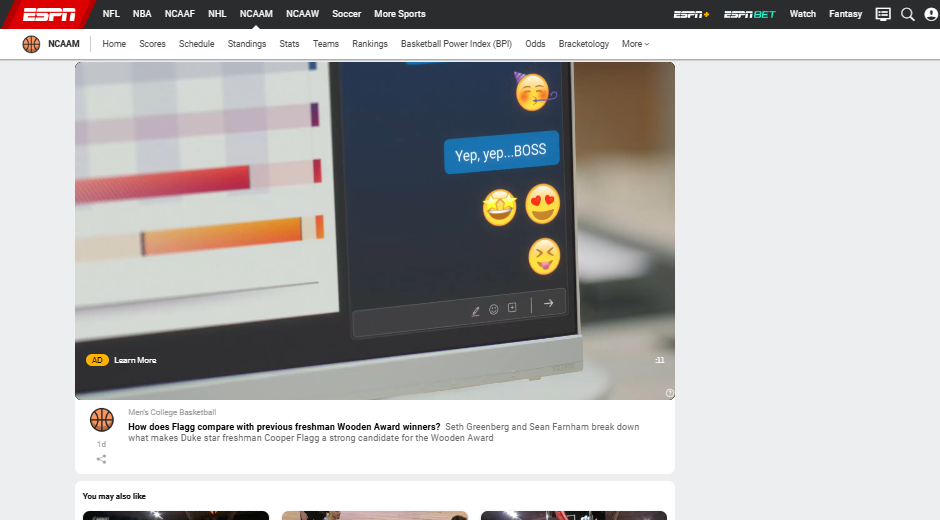 ESPN NFL NBA NCAAF NHL NCAAM NCAAW Soccer More Sports ESPN+ ESPN BET Watch Fantasy
NCAAM Home Scores Schedule Standings Stats Teams Rankings Basketball Power Index (BPI) Odds Bracketology More
Yep, yep...BOSS
AD Learn More :11
Men's College Basketball
How does Flagg compare with previous freshman Wooden Award winners? Seth Greenberg and Sean Farnham break down
what makes Duke star freshman Cooper Flagg a strong candidate for the Wooden Award
1d
You may also like